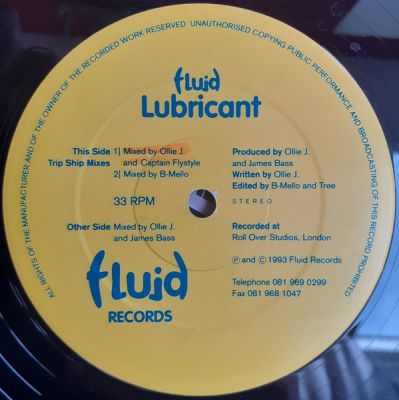 ALL RIGHTS OF THE MANUFACTURER AND OF THE OWNER OF THE RECORDED WORK RESERVED UNAUTHORISED COPYING PUBLIC PERFORMANCE AND BROADCASTING OF THIS RECORD PROHIBITED
fluid
Lubricant
This Side 1] Mixed by Ollie J.
Trip Ship Mixes and Captain Flystyle
2] Mixed by B-Mello
33 RPM
Other Side Mixed by Ollie J.
and James Bass
Produced by Ollie J.
and James Bass
Written by Ollie J.
Edited by B-Mello and Tree
STEREO
Recorded at
Roll Over Studios, London
℗ and © 1993 Fluid Records
Telephone 081 969 0299
Fax 081 968 1047
fluid
RECORDS